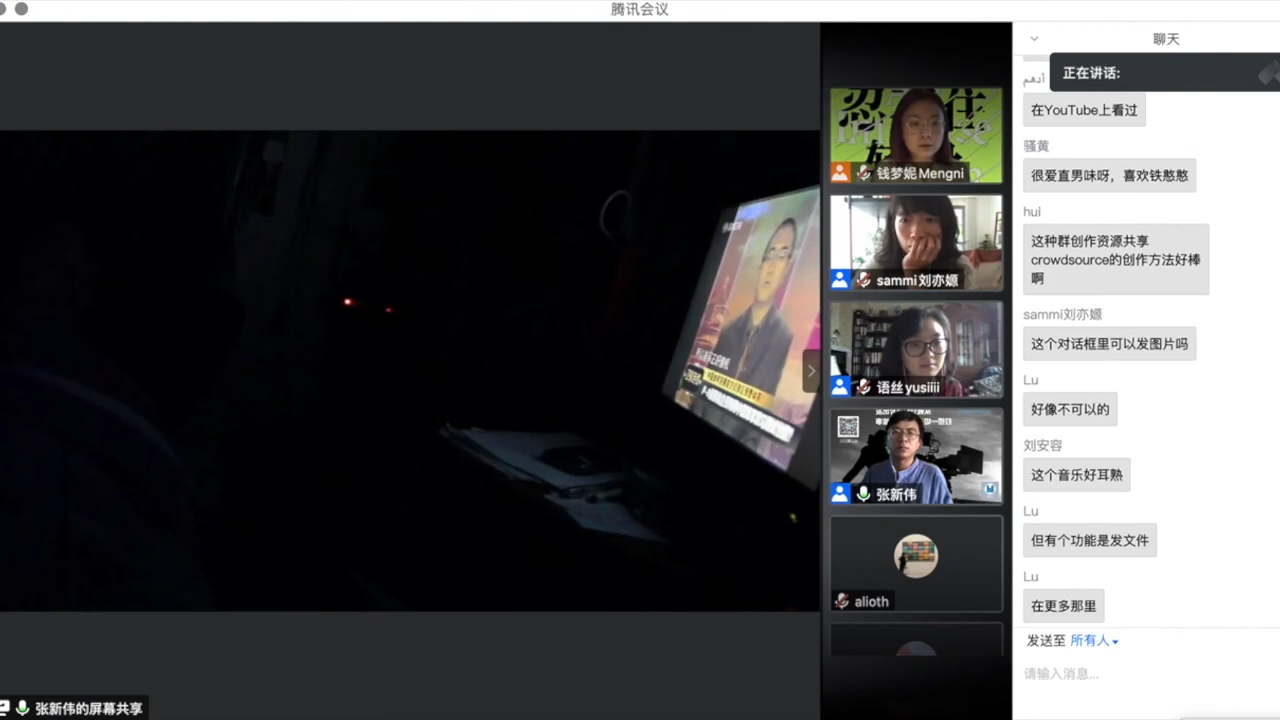 腾讯会议
钱梦妮Mengni
sammi刘亦嫄
语丝yusiiii
张新伟
alioth
张新伟的屏幕共享
聊天
正在讲话:
أدهم
在YouTube上看过
骚黄
很爱直男味呀，喜欢铁憨憨
hui
这种群创作资源共享
crowdsource的创作方法好棒
啊
sammi刘亦嫄
这个对话框里可以发图片吗
Lu
好像不可以的
刘安容
这个音乐好耳熟
Lu
但有个功能是发文件
Lu
在更多那里
发送至 所有人
请输入消息...